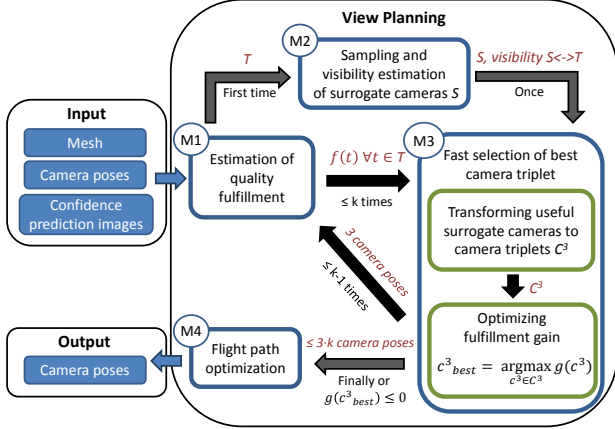 View Planning
M2
Sampling and
visibility estimation
of surrogate cameras S
T
First time
S, visibility S<->T
Once
Input
Mesh
Camera poses
Confidence
prediction images
M1
Estimation of
quality
fulfillment
f(t) ∀t ∈ T
≤ k times
3 camera poses
≤ k-1 times
M3
Fast selection of best
camera triplet
Transforming useful
surrogate cameras to
camera triplets C³
C³
Optimizing
fulfillment gain
c³best = argmax g(c³)
c³∈C³
Output
Camera poses
M4
Flight path
optimization
≤ 3·k camera poses
Finally or
g(c³best) ≤ 0